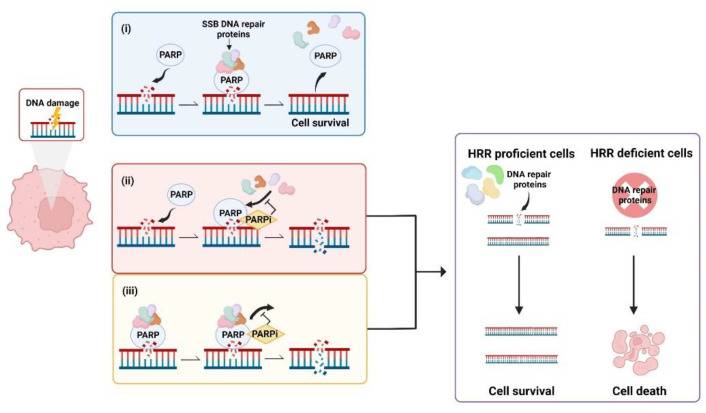 DNA damage
(i)
SSB DNA repair
proteins
PARP
PARP
PARP
Cell survival
(ii)
PARP
PARP
PARPi
(iii)
PARP
PARP
PARPi
HRR proficient cells
DNA repair
proteins
Cell survival
HRR deficient cells
DNA repair
proteins
Cell death